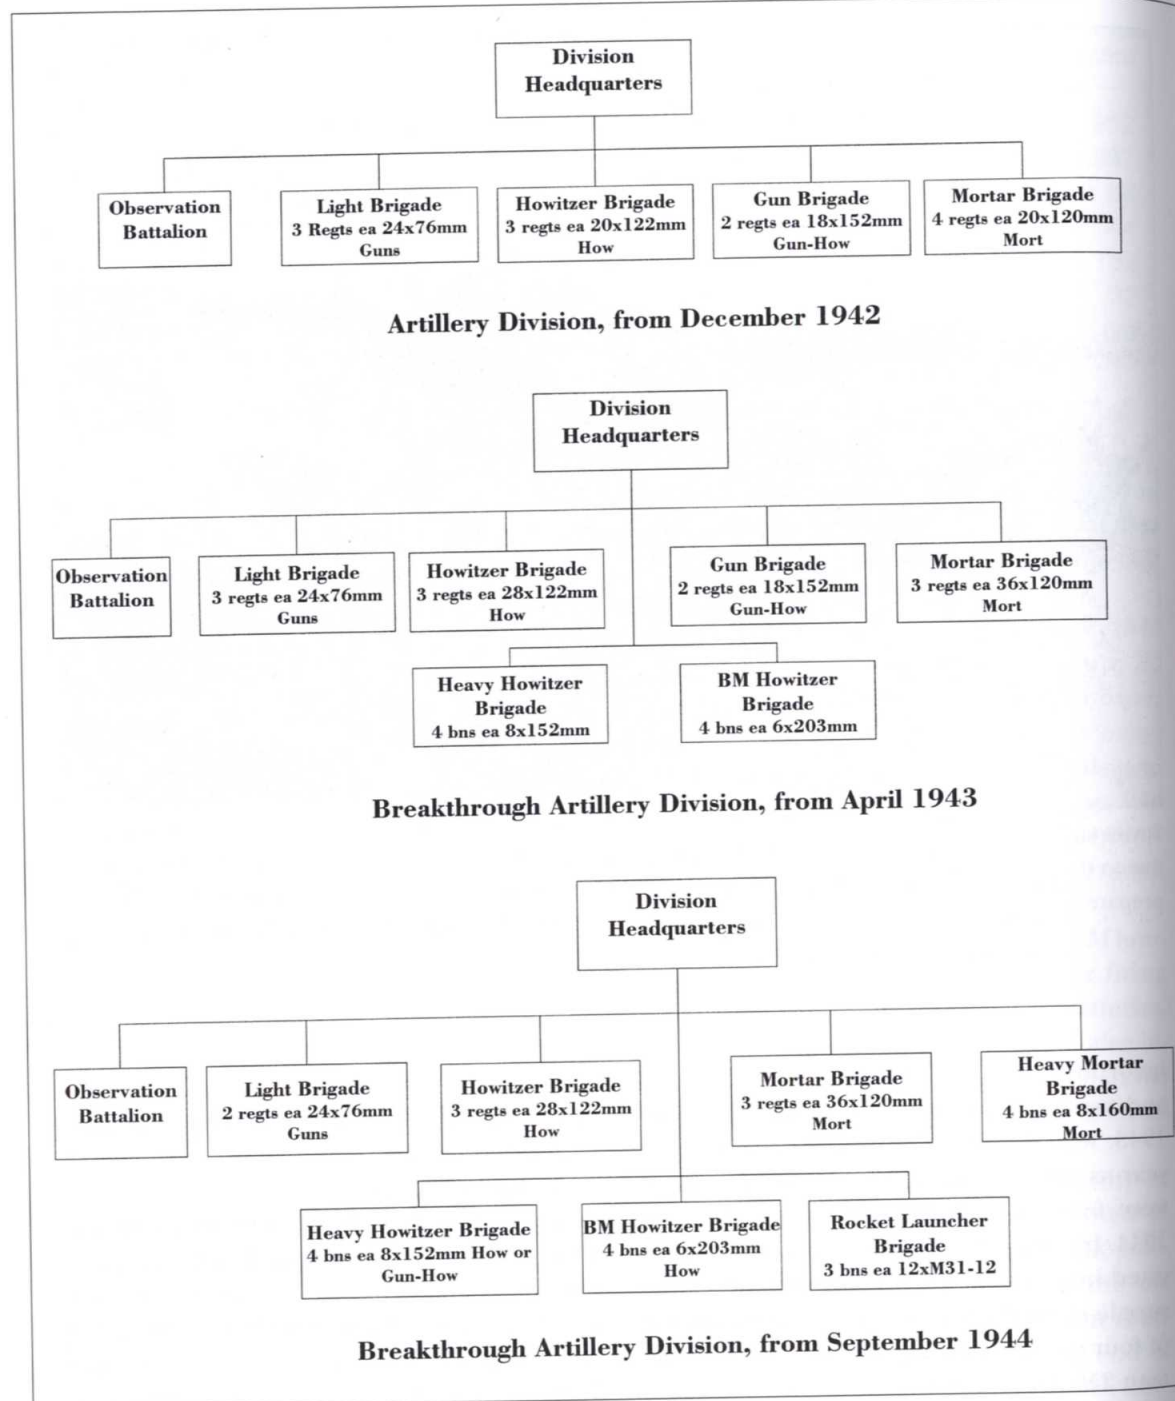 Division
Headquarters
Observation
Battalion
Light Brigade
3 Regts ea 24x76mm
Guns
Howitzer Brigade
3 regts ea 20x122mm
How
Gun Brigade
2 regts ea 18x152mm
Gun-How
Mortar Brigade
4 regts ea 20x120mm
Mort
Artillery Division, from December 1942
Division
Headquarters
Observation
Battalion
Light Brigade
3 regts ea 24x76mm
Guns
Howitzer Brigade
3 regts ea 28x122mm
How
Gun Brigade
2 regts ea 18x152mm
Gun-How
Mortar Brigade
3 regts ea 36x120mm
Mort
Heavy Howitzer
Brigade
4 bns ea 8x152mm
BM Howitzer
Brigade
4 bns ea 6x203mm
Breakthrough Artillery Division, from April 1943
Division
Headquarters
Observation
Battalion
Light Brigade
2 regts ea 24x76mm
Guns
Howitzer Brigade
3 regts ea 28x122mm
How
Mortar Brigade
3 regts ea 36x120mm
Mort
Heavy Mortar
Brigade
4 bns ea 8x160mm
Mort
Heavy Howitzer Brigade
4 bns ea 8x152mm How or
Gun-How
BM Howitzer Brigade
4 bns ea 6x203mm
How
Rocket Launcher
Brigade
3 bns ea 12xM31-12
Breakthrough Artillery Division, from September 1944